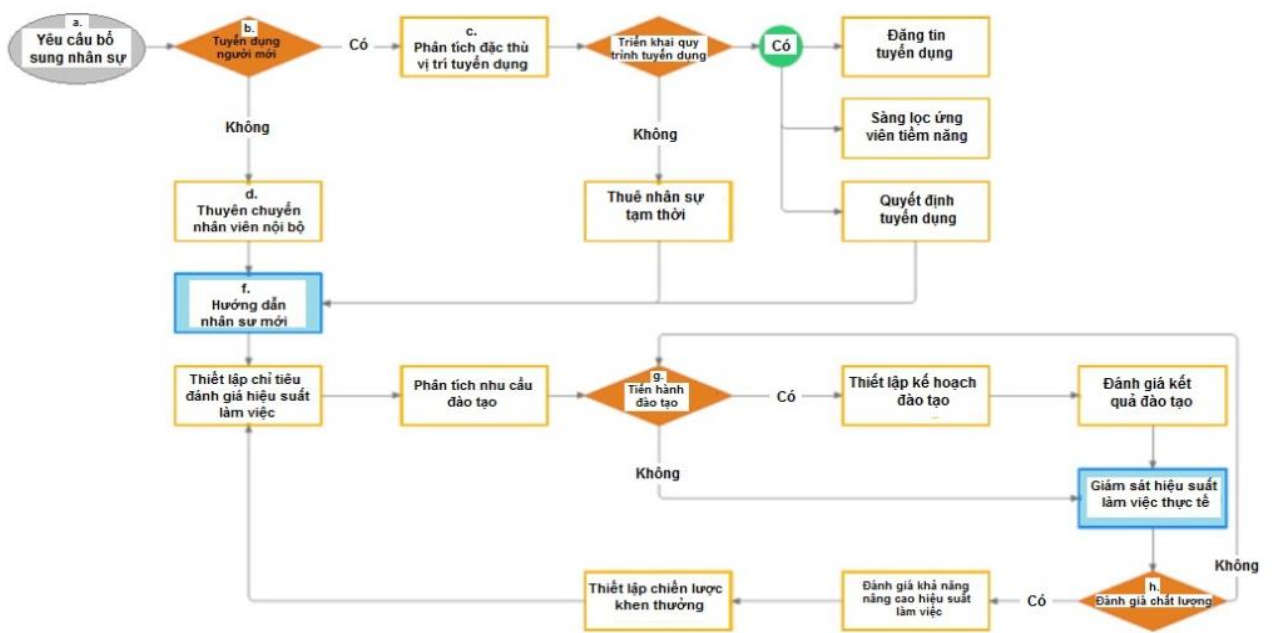 a.
Yêu cầu bổ
sung nhân sự
b.
Tuyển dụng
người mới
Có
c.
Phân tích đặc thù
vị trí tuyển dụng
Triển khai quy
trình tuyển dụng
Có
Đăng tin
tuyển dụng
Không
Không
Sàng lọc ứng
viên tiềm năng
d.
Thuyên chuyển
nhân viên nội bộ
Thuê nhân sự
tạm thời
Quyết định
tuyển dụng
f.
Hướng dẫn
nhân sư mới
Thiết lập chỉ tiêu
đánh giá hiệu suất
làm việc
Phân tích nhu cầu
đào tạo
g.
Tiến hành
đào tạo
Có
Thiết lập kế hoạch
đào tạo
Đánh giá kết
quả đào tạo
Không
Giám sát hiệu suất
làm việc thực tế
Không
Thiết lập chiến lược
khen thưởng
Đánh giá khả năng
nâng cao hiệu suất
làm việc
Có
h.
Đánh giá chất lượng